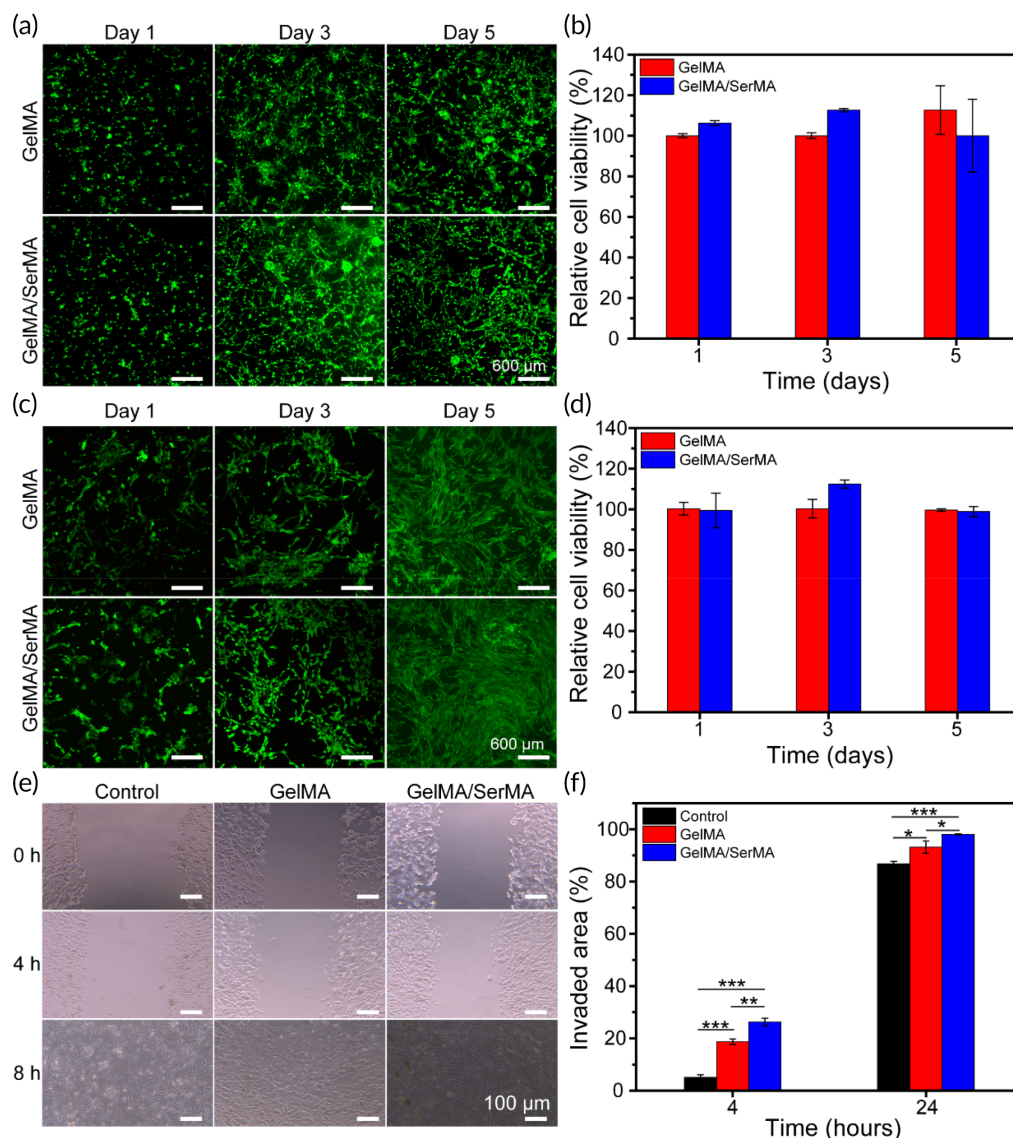 (a)
Day 1 Day 3 Day 5
GelMA
GelMA/SerMA
600 µm
(b)
Relative cell viability (%)
140
120
100
80
60
40
20
0
GelMA
GelMA/SerMA
1 3 5
Time (days)
(c)
Day 1 Day 3 Day 5
GelMA
GelMA/SerMA
600 µm
(d)
Relative cell viability (%)
140
120
100
80
60
40
20
0
GelMA
GelMA/SerMA
1 3 5
Time (days)
(e)
Control GelMA GelMA/SerMA
0 h
4 h
8 h
100 µm
(f)
Invaded area (%)
100
80
60
40
20
0
Control
GelMA
GelMA/SerMA
***
**
***
***
* *
4 24
Time (hours)